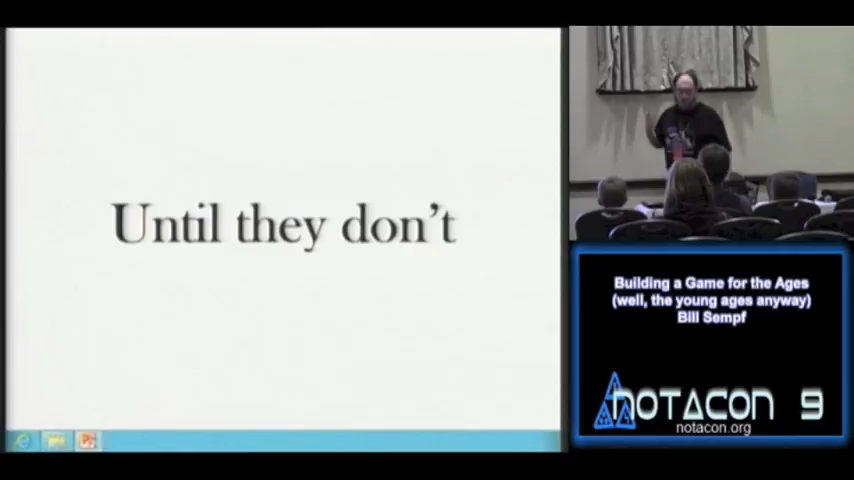 Until they don't
Building a Game for the Ages
(well, the young ages anyway)
Bill Sempf
NOTACON 9
notacon.org